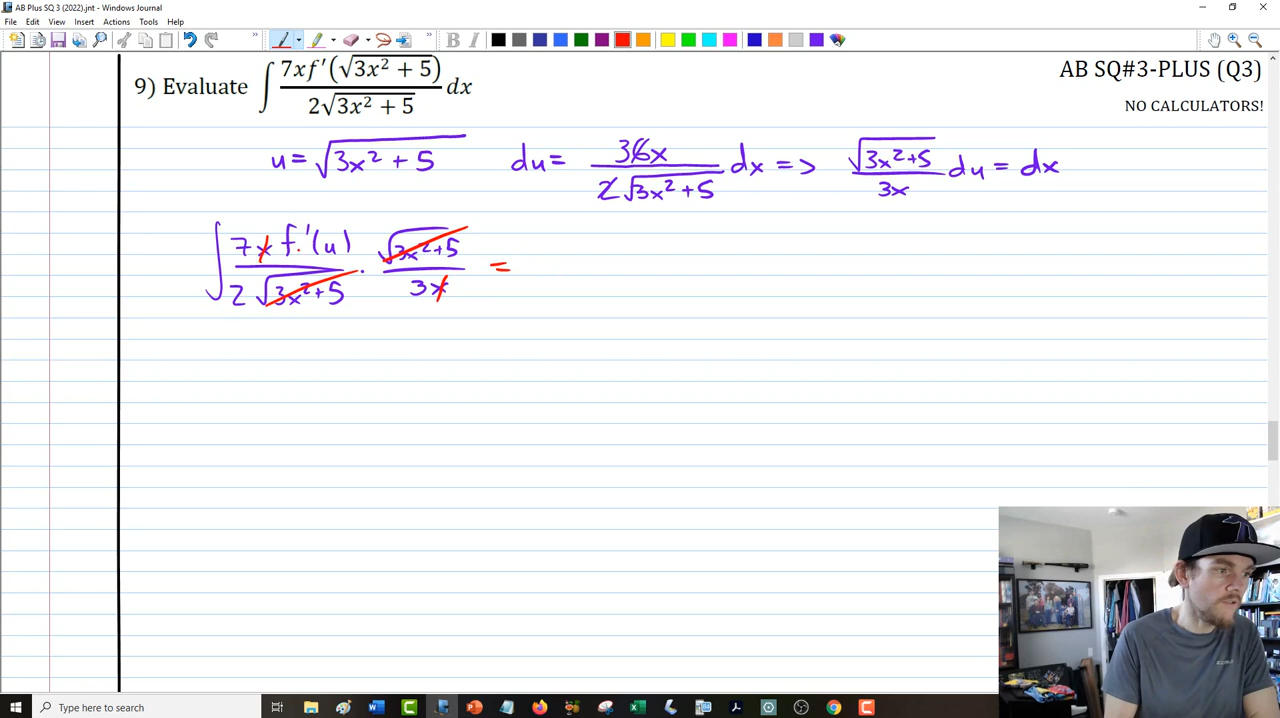 AB Plus SQ 3 (2022).jnt - Windows Journal
File Edit View Insert Actions Tools Help
9) Evaluate ∫ 7xf'(√3x² + 5) / 2√3x² + 5 dx
AB SQ#3-PLUS (Q3)
NO CALCULATORS!
u = √3x² + 5 du = 36x / 2√3x² + 5 dx => √3x²+5 / 3x du = dx
∫ 7x f'(u) / 2 √3x²+5 · √3x²+5 / 3x =
Type here to search